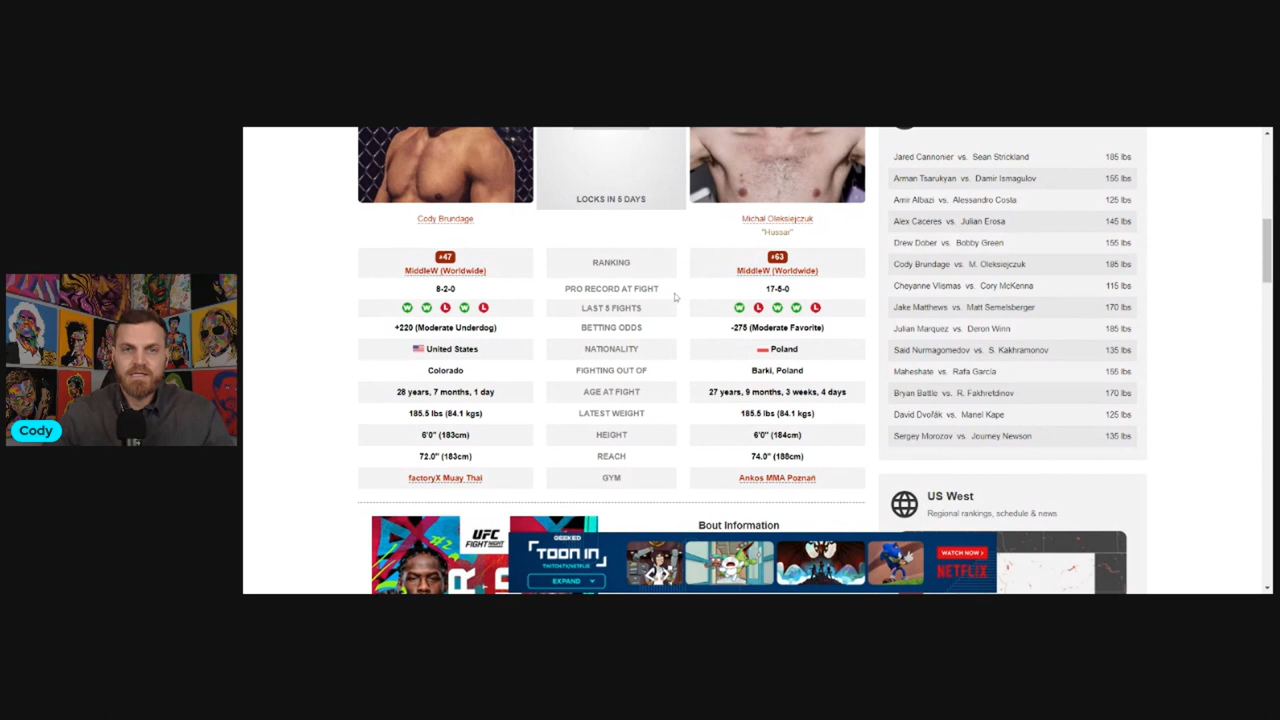 Jared Cannonier vs. Sean Strickland 185 lbs
Arman Tsarukyan vs. Damir Ismagulov 155 lbs
Amir Albazi vs. Alessandro Costa 125 lbs
Alex Caceres vs. Julian Erosa 145 lbs
Drew Dober vs. Bobby Green 155 lbs
Cody Brundage vs. M. Oleksiejczuk 185 lbs
Cheyanne Vlismas vs. Cory McKenna 115 lbs
Jake Matthews vs. Matt Semelsberger 170 lbs
Julian Marquez vs. Deron Winn 185 lbs
Said Nurmagomedov vs. S. Kakhramonov 135 lbs
Maheshate vs. Rafa García 155 lbs
Bryan Battle vs. R. Fakhretdinov 170 lbs
David Dvořák vs. Manel Kape 125 lbs
Sergey Morozov vs. Journey Newson 135 lbs
LOCKS IN 5 DAYS
Cody Brundage Michal Oleksiejczuk
"Hussar"
#47 RANKING #63
MiddleW (Worldwide) MiddleW (Worldwide)
8-2-0 PRO RECORD AT FIGHT 17-5-0
W W L W L LAST 5 FIGHTS W L W W L
+220 (Moderate Underdog) BETTING ODDS -275 (Moderate Favorite)
United States NATIONALITY Poland
Colorado FIGHTING OUT OF Barki, Poland
28 years, 7 months, 1 day AGE AT FIGHT 27 years, 9 months, 3 weeks, 4 days
185.5 lbs (84.1 kgs) LATEST WEIGHT 185.5 lbs (84.1 kgs)
6'0" (183cm) HEIGHT 6'0" (184cm)
72.0" (183cm) REACH 74.0" (188cm)
factoryX Muay Thai GYM Ankos MMA Poznań
Bout Information
US West
Regional rankings, schedule & news
UFC
FIGHT NIGHT
GEEKED
TOON IN
TWITCH.TV/NETFLIX
EXPAND
WATCH NOW >
NETFLIX
Cody